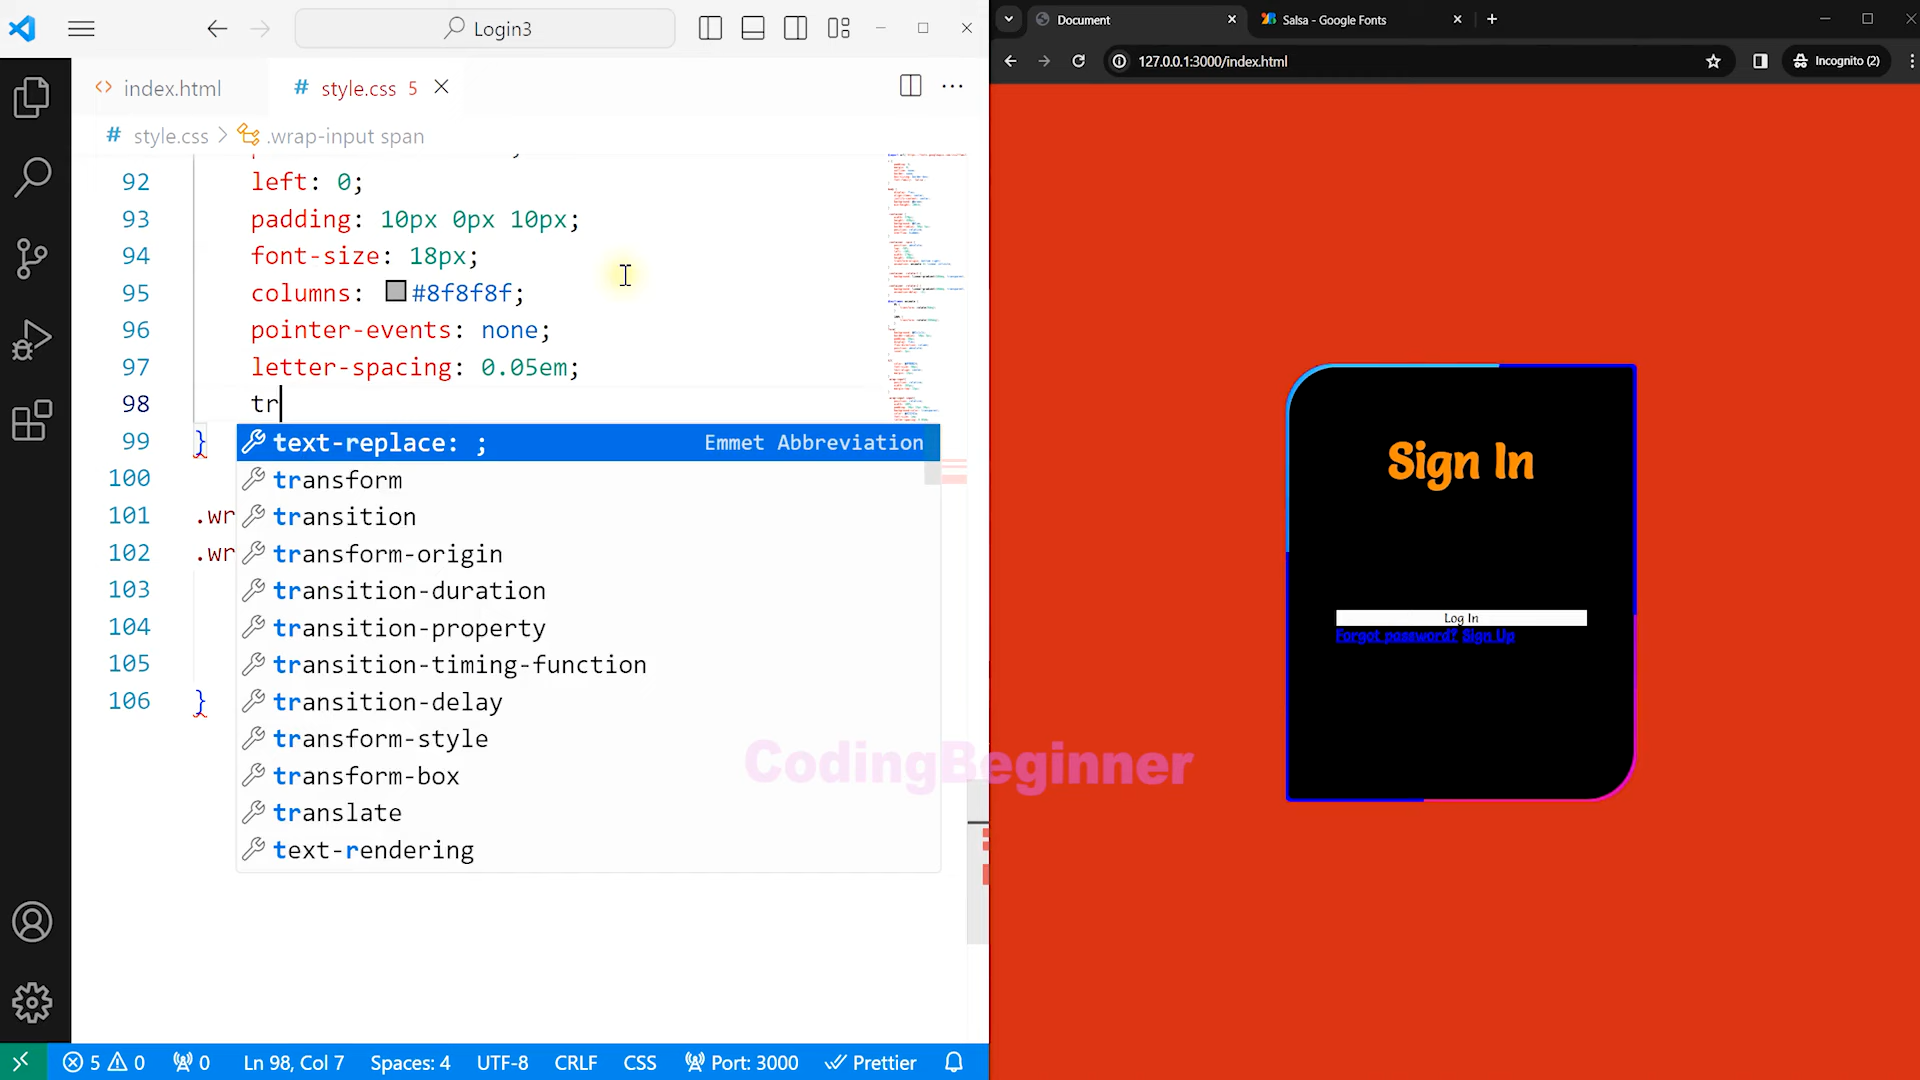 Login3
index.html
style.css 5
style.css > .wrap-input span
92 left: 0;
93 padding: 10px 0px 10px;
94 font-size: 18px;
95 columns: #8f8f8f;
96 pointer-events: none;
97 letter-spacing: 0.05em;
98 tr
99 }
100
101 .wr
102 .wr
103
104
105
106 }
text-replace: ; Emmet Abbreviation
transform
transition
transform-origin
transition-duration
transition-property
transition-timing-function
transition-delay
transform-style
transform-box
translate
text-rendering
5 0 0 Ln 98, Col 7 Spaces: 4 UTF-8 CRLF CSS Port: 3000 Prettier
Document
Salsa - Google Fonts
127.0.0.1:3000/index.html
Incognito (2)
Sign In
Log In
Forgot password? Sign Up
CodingBeginner